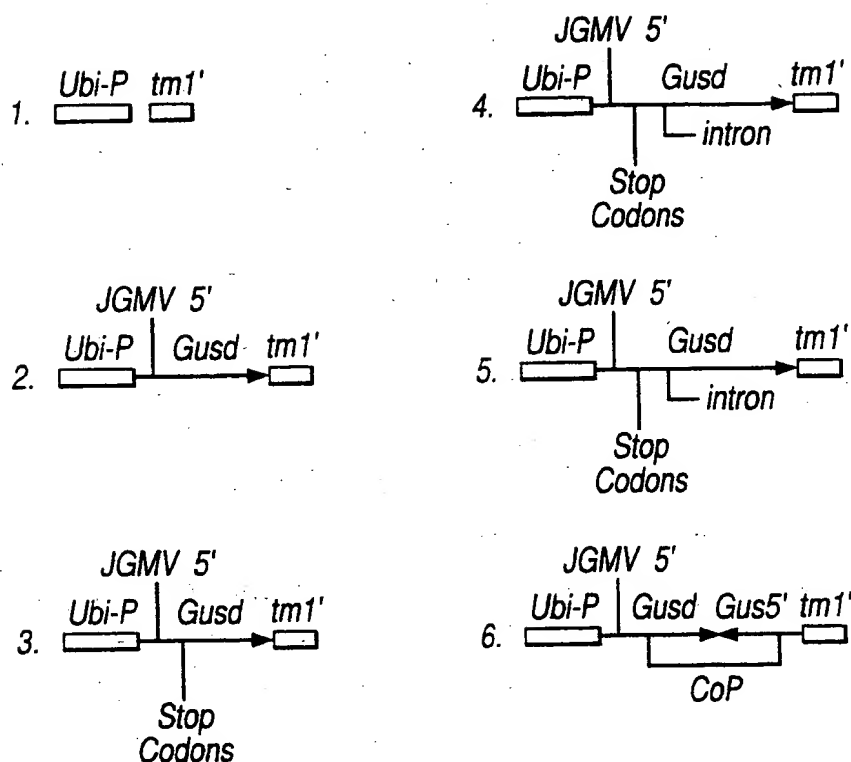 Ubi-P tm1'
1.
JGMV 5'
Ubi-P Gusd tm1'
2.
JGMV 5'
Ubi-P Gusd tm1'
3.
Stop
Codons
JGMV 5'
Ubi-P Gusd tm1'
4.
intron
Stop
Codons
JGMV 5'
Ubi-P Gusd tm1'
5.
intron
Stop
Codons
JGMV 5'
Ubi-P Gusd Gus5' tm1'
6.
CoP